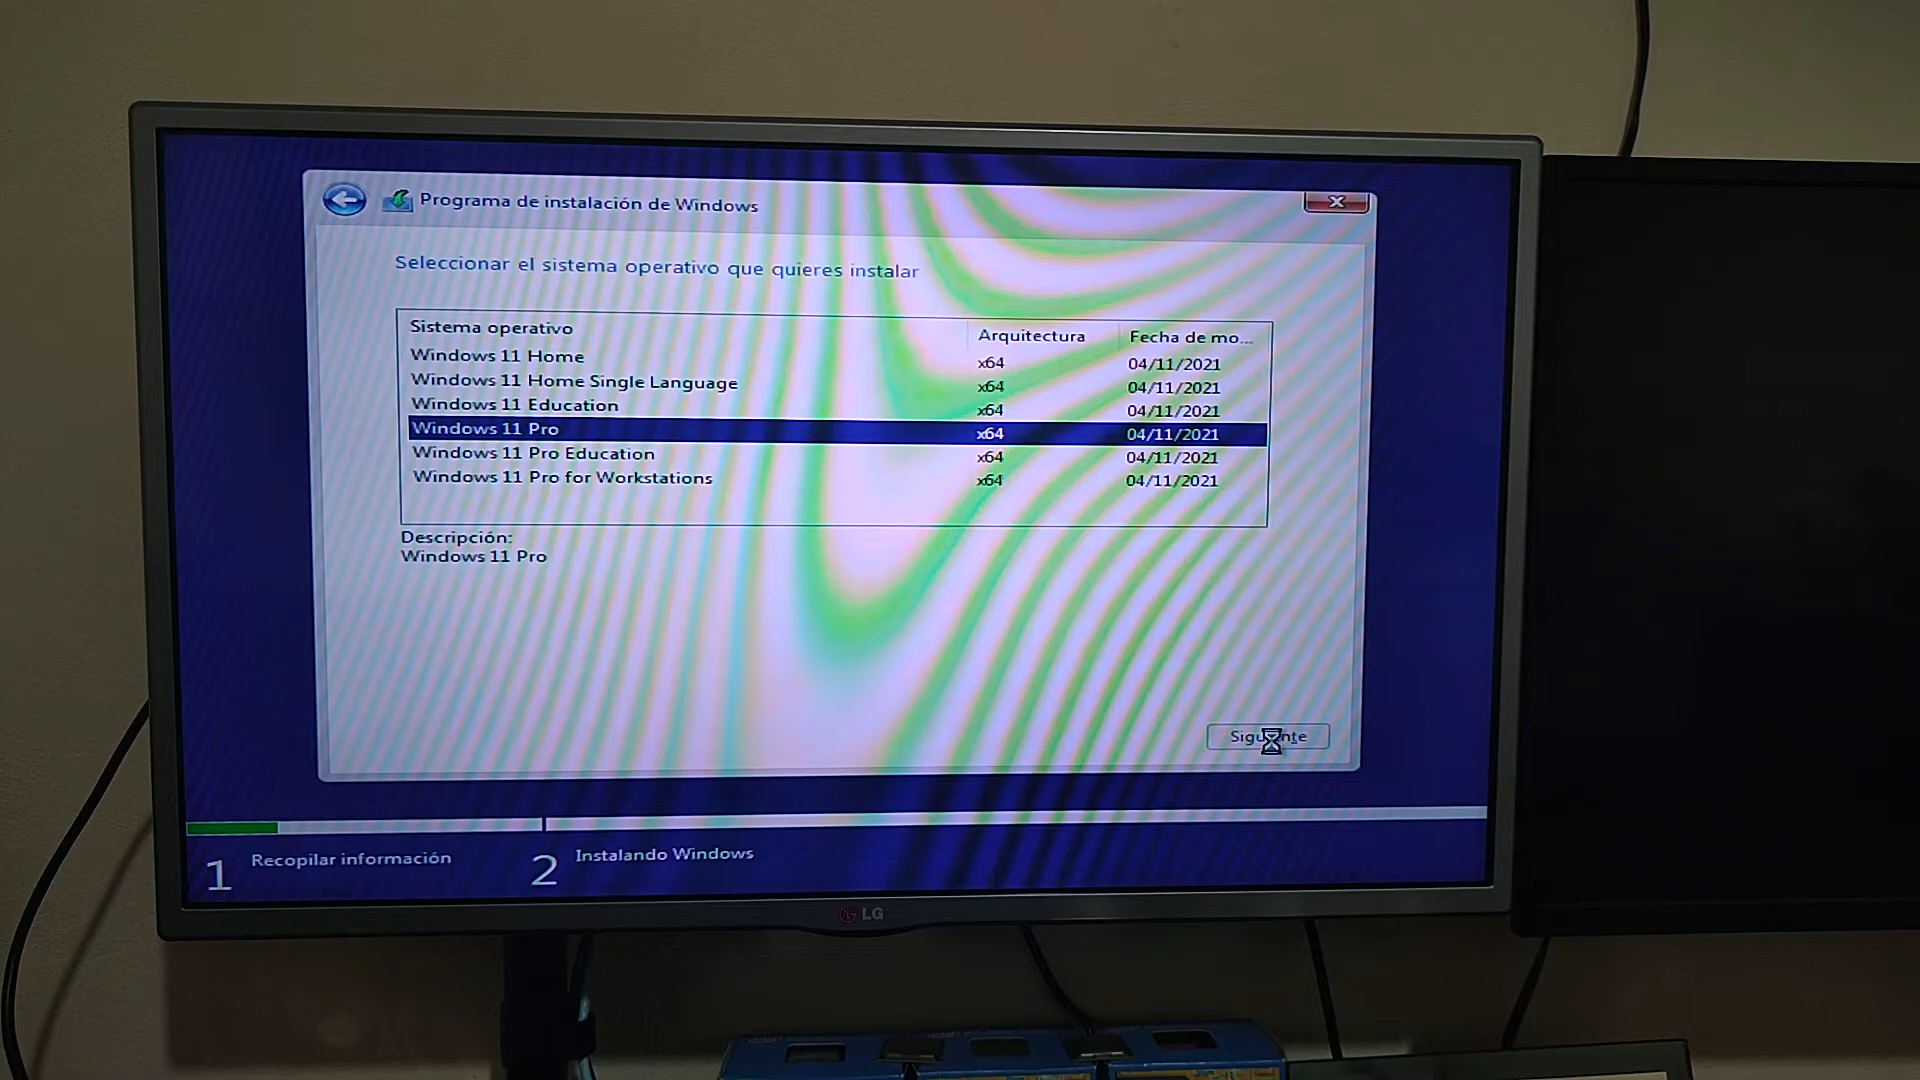 Programa de instalación de Windows
Seleccionar el sistema operativo que quieres instalar
Sistema operativo Arquitectura Fecha de mo...
Windows 11 Home x64 04/11/2021
Windows 11 Home Single Language x64 04/11/2021
Windows 11 Education x64 04/11/2021
Windows 11 Pro x64 04/11/2021
Windows 11 Pro Education x64 04/11/2021
Windows 11 Pro for Workstations x64 04/11/2021
Descripción:
Windows 11 Pro
Siguiente
1 Recopilar información 2 Instalando Windows
LG